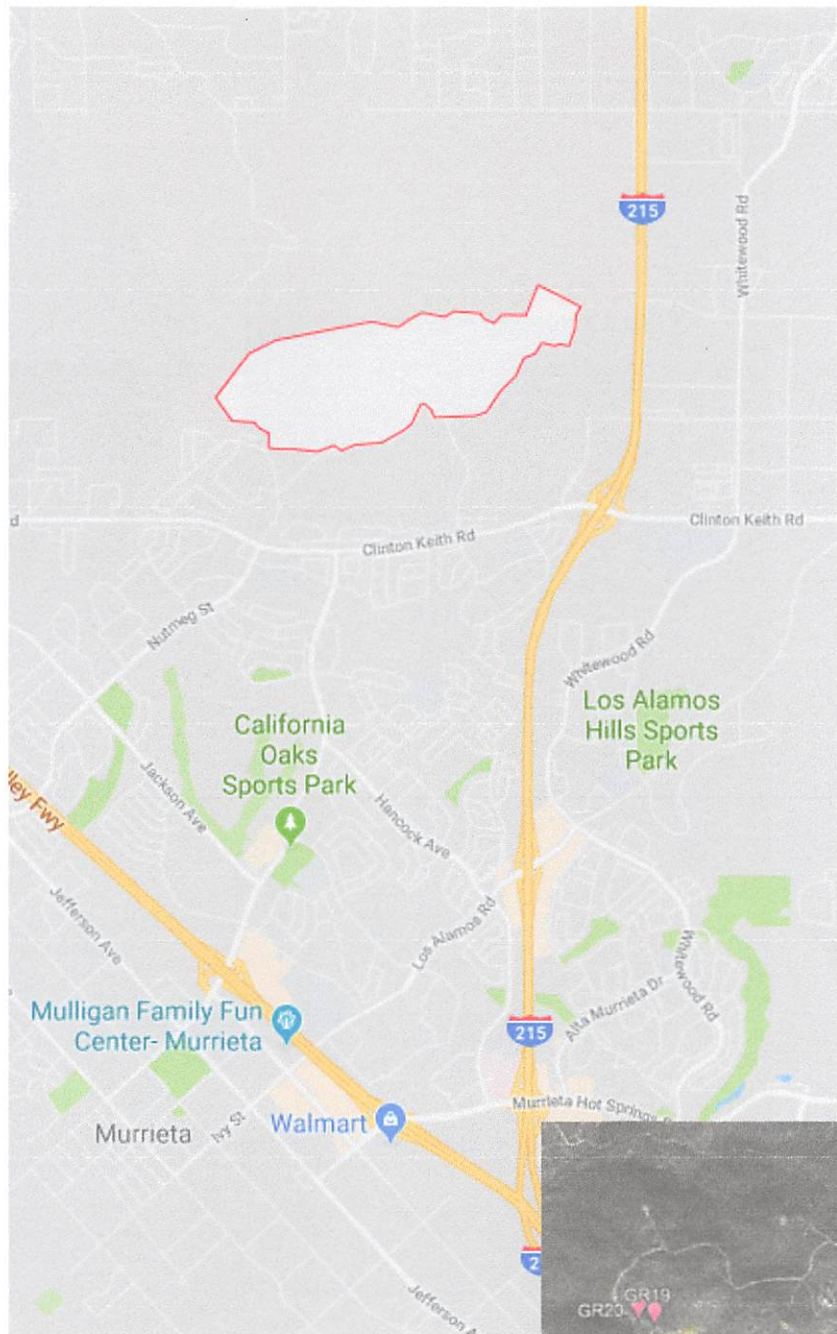 215
Whitewood Rd
d
Clinton Keith Rd
Clinton Keith Rd
Nutmeg St
Whitewood Rd
Los Alamos
Hills Sports
Park
California
Oaks
Sports Park
lley Fwy
Jackson Ave
Hancock Ave
Jefferson Ave
Los Alamos Rd
Whitewood Rd
Mulligan Family Fun
Center- Murrieta
215
Alta Murrieta Dr
Murrieta Hot Springs
Murrieta
Ivy St
Walmart
2
GR19
GR20
Jefferson A